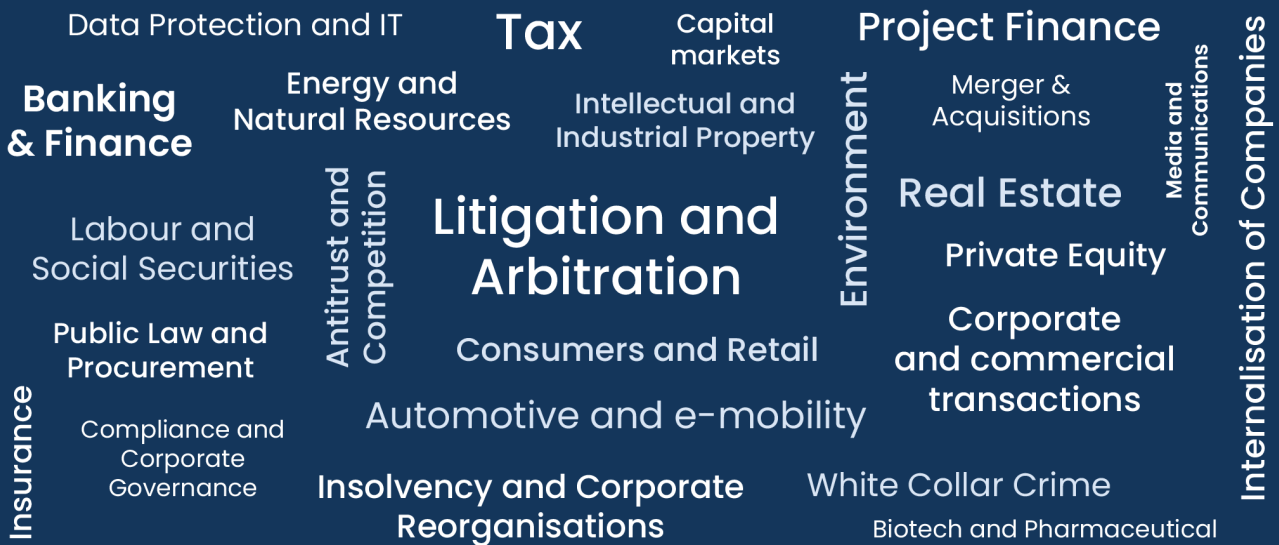 Data Protection and IT
Tax
Capital
markets
Project Finance
Banking
& Finance
Energy and
Natural Resources
Intellectual and
Industrial Property
Environment
Merger &
Acquisitions
Media and
Communications
Internalisation of Companies
Labour and
Social Securities
Antitrust and
Competition
Litigation and
Arbitration
Real Estate
Private Equity
Public Law and
Procurement
Consumers and Retail
Corporate
and commercial
transactions
Insurance
Compliance and
Corporate
Governance
Automotive and e-mobility
Insolvency and Corporate
Reorganisations
White Collar Crime
Biotech and Pharmaceutical